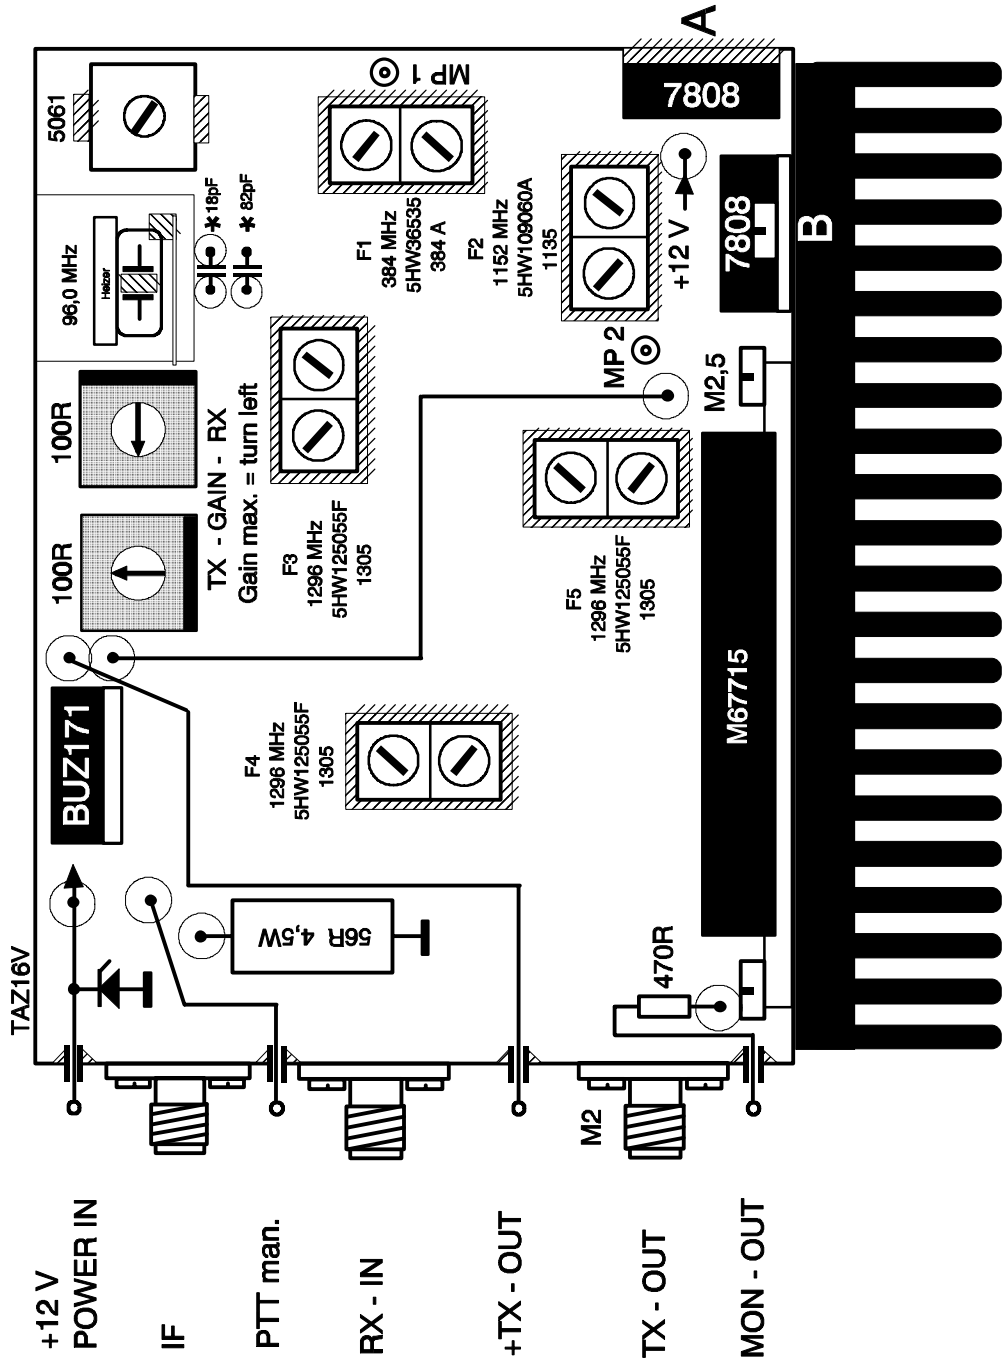 A
5061
MP 1
7808
96,0 MHz
Heizer
*18pF
* 82pF
F1
384 MHz
5HW36535
384 A
F2
1152 MHz
5HW109060A
1135
+12 V
7808
B
100R
100R
TX - GAIN - RX
Gain max. = turn left
F3
1296 MHz
5HW125055F
1305
MP 2
M2,5
F5
1296 MHz
5HW125055F
1305
M67715
BUZ171
F4
1296 MHz
5HW125055F
1305
56R 4,5W
470R
TAZ16V
M2
+12 V
POWER IN
IF
PTT man.
RX - IN
+TX - OUT
TX - OUT
MON - OUT